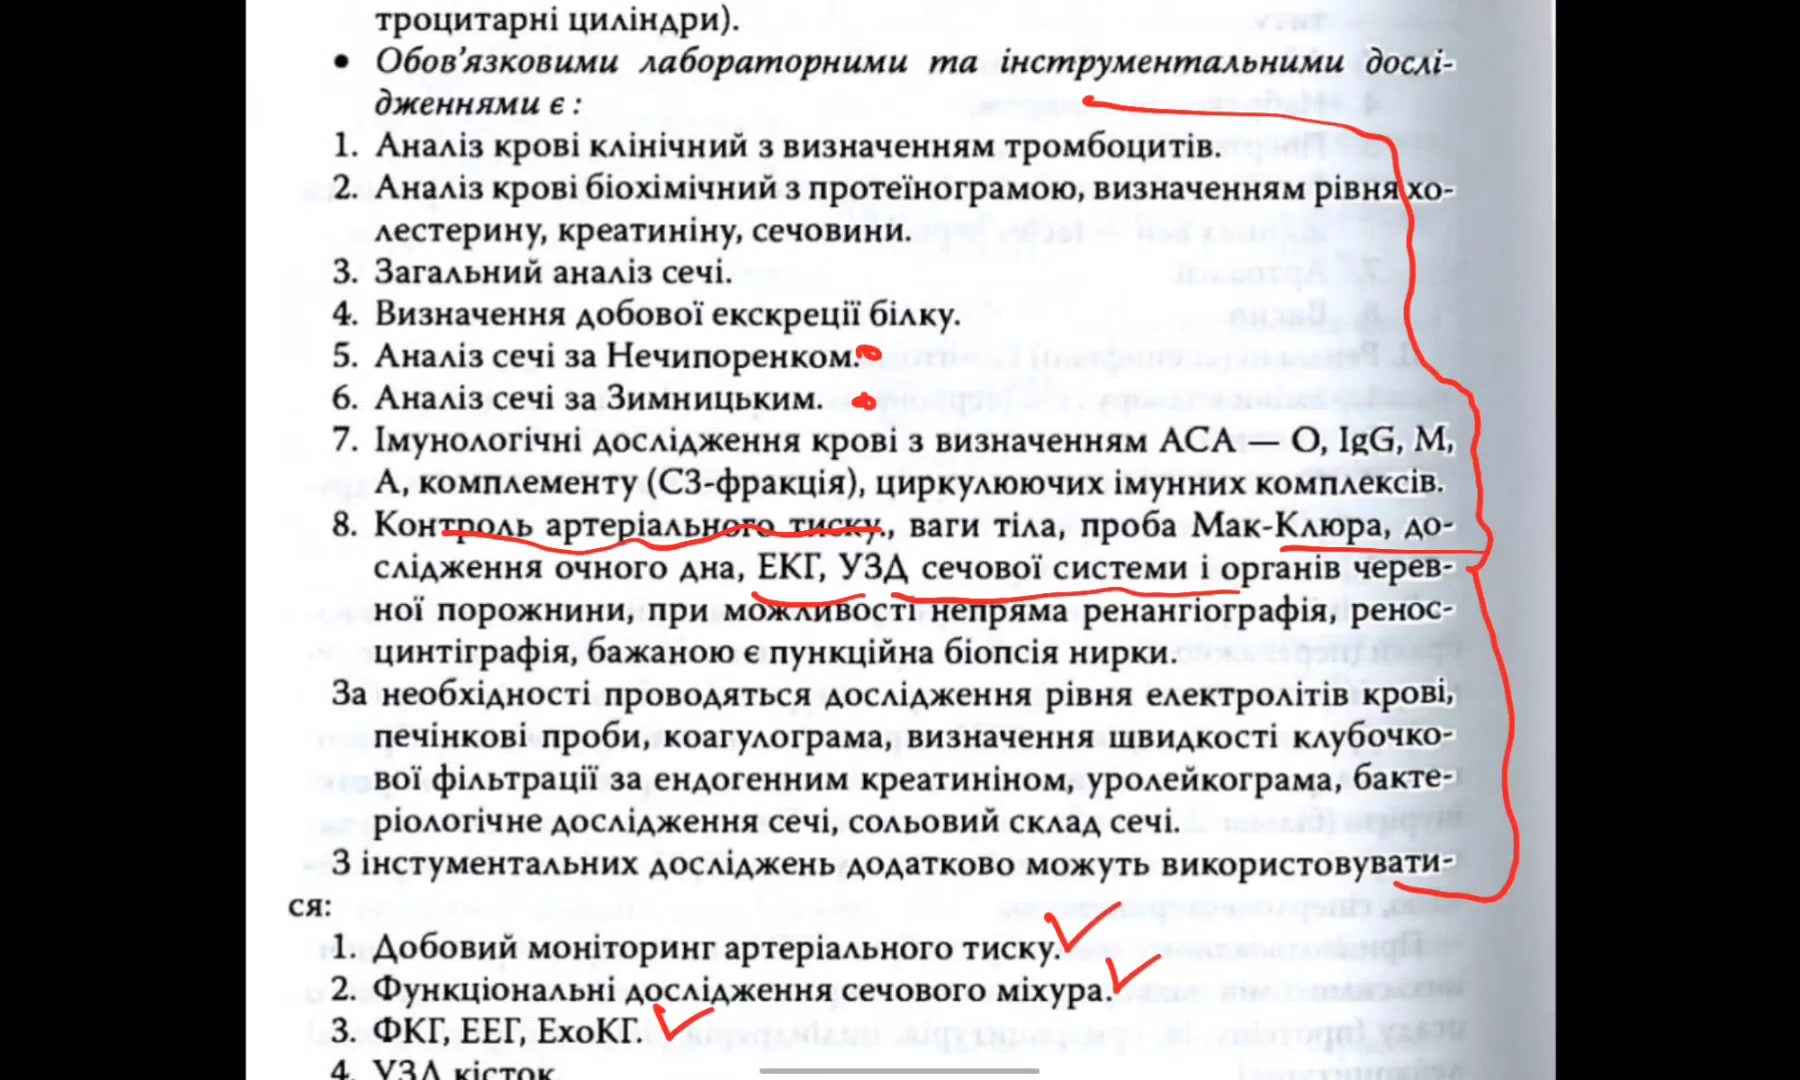 троцитарні циліндри).
• Обов'язковими лабораторними та інструментальними дослі-
дженнями є :
1. Аналіз крові клінічний з визначенням тромбоцитів.
2. Аналіз крові біохімічний з протеїнограмою, визначенням рівня хо-
лестерину, креатиніну, сечовини.
3. Загальний аналіз сечі.
4. Визначення добової екскреції білку.
5. Аналіз сечі за Нечипоренком.
6. Аналіз сечі за Зимницьким.
7. Імунологічні дослідження крові з визначенням АСА — О, IgG, M,
А, комплементу (С3-фракція), циркулюючих імунних комплексів.
8. Контроль артеріального тиску., ваги тіла, проба Мак-Клюра, до-
слідження очного дна, ЕКГ, УЗД сечової системи і органів черев-
ної порожнини, при можливості непряма ренангіографія, ренос-
цинтіграфія, бажаною є пункційна біопсія нирки.
За необхідності проводяться дослідження рівня електролітів крові,
печінкові проби, коагулограма, визначення щвидкості клубочко-
вої фільтрації за ендогенним креатиніном, уролейкограма, бакте-
ріологічне дослідження сечі, сольовий склад сечі.
З інстументальних досліджень додатково можуть використовувати-
ся:
1. Добовий моніторинг артеріального тиску.
2. Функціональні дослідження сечового міхура.
3. ФКГ, ЕЕГ, ЕхоКГ.
4. УЗД кісток